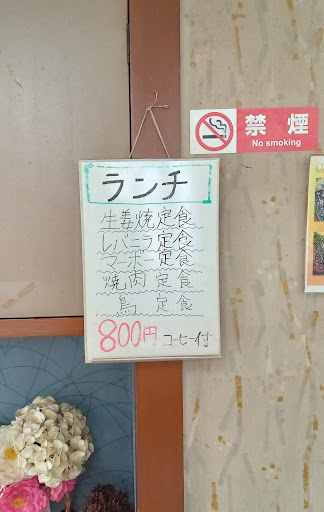 禁煙
No smoking
ランチ
生姜焼定食
レバニラ定食
マーボー定食
焼肉定食
鳥定食
800円 コーヒー付